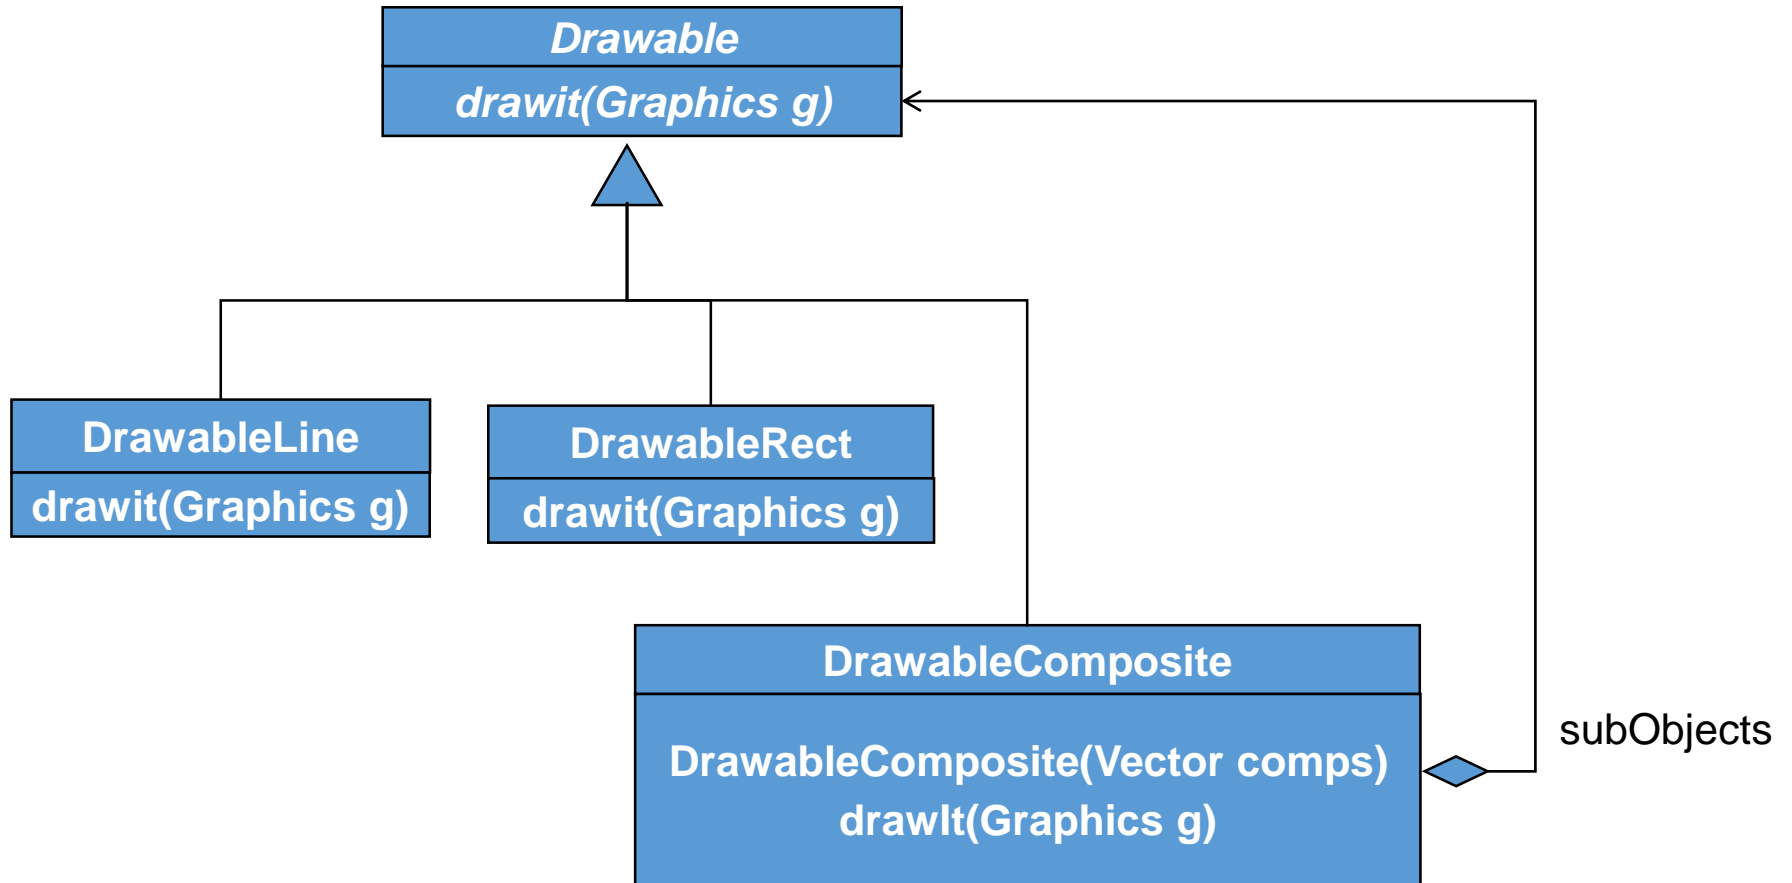 Drawable
drawit(Graphics g)
DrawableLine
drawit(Graphics g)
DrawableRect
drawit(Graphics g)
DrawableComposite
DrawableComposite(Vector comps)
drawIt(Graphics g)
subObjects